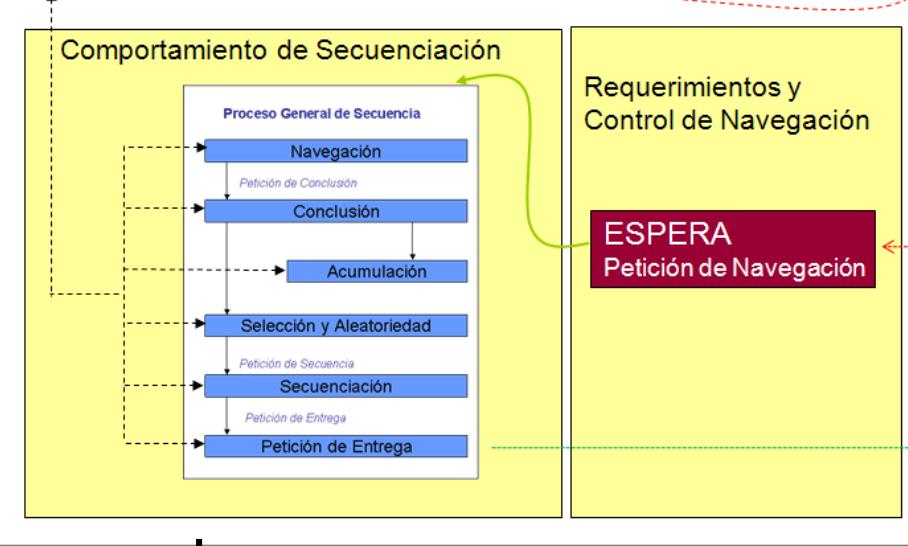 Comportamiento de Secuenciación
Proceso General de Secuencia
Navegación
Petición de Conclusión
Conclusión
Acumulación
Selección y Aleatoriedad
Petición de Secuencia
Secuenciación
Petición de Entrega
Petición de Entrega
Requerimientos y
Control de Navegación
ESPERA
Petición de Navegación